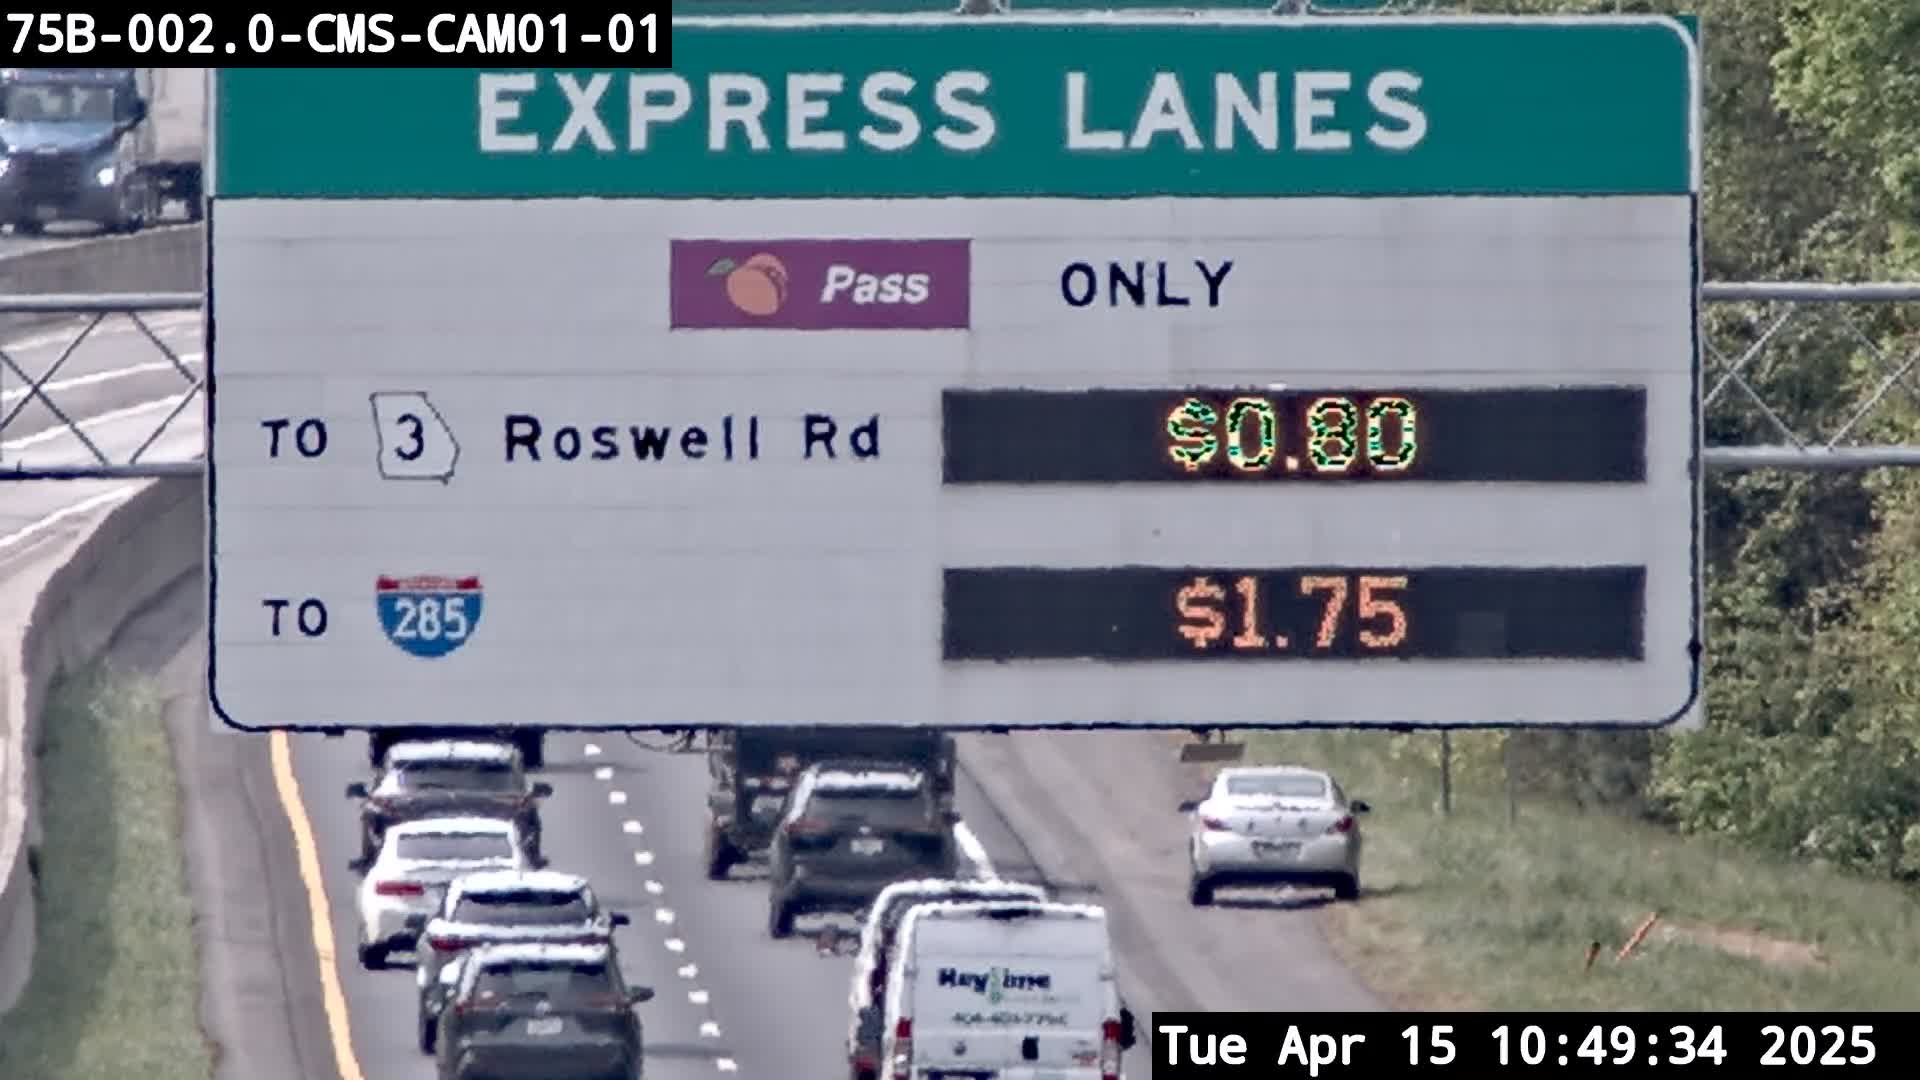 75B-002.0-CMS-CAM01-01
EXPRESS LANES
Pass ONLY
TO 3 Roswell Rd $0.80
TO 285 $1.75
Tue Apr 15 10:49:34 2025